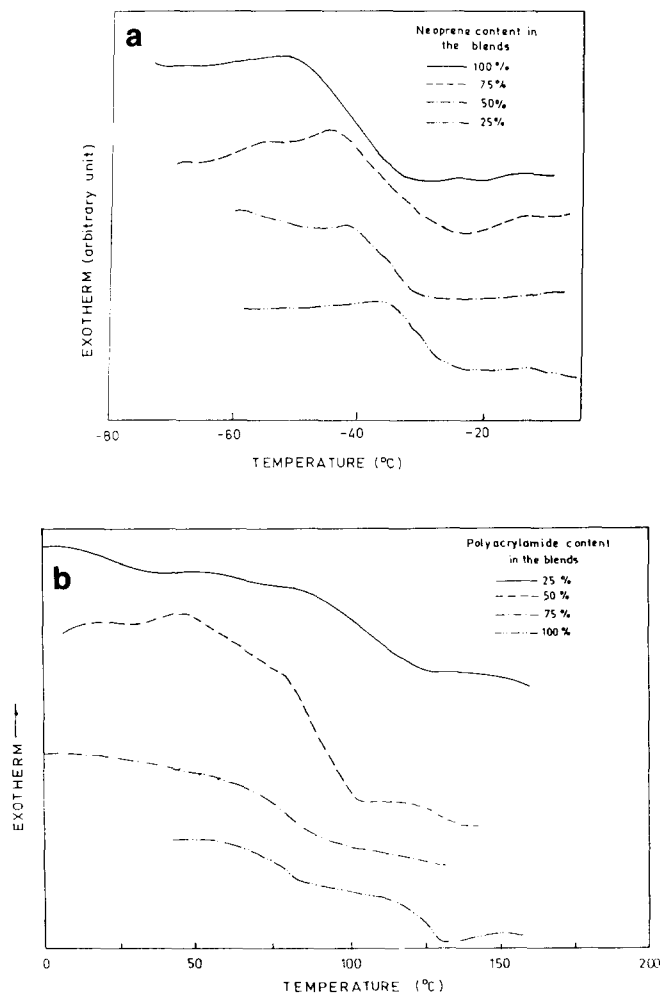 a
Neoprene content in
the blends
100 %
75 %
50%
25%
EXOTHERM (arbitrary unit)
-80
-60
-40
-20
TEMPERATURE (°C)
b
Polyacrylamide content
in the blends
25 %
50 %
75 %
100 %
EXOTHERM
0
50
100
150
200
TEMPERATURE (°C)